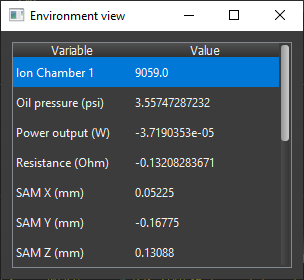 Environment view
Variable Value
Ion Chamber 1 9059.0
Oil pressure (psi) 3.55747287232
Power output (W) -3.7190353e-05
Resistance (Ohm) -0.13208283671
SAM X (mm) 0.05225
SAM Y (mm) -0.16775
SAM Z (mm) 0.13088